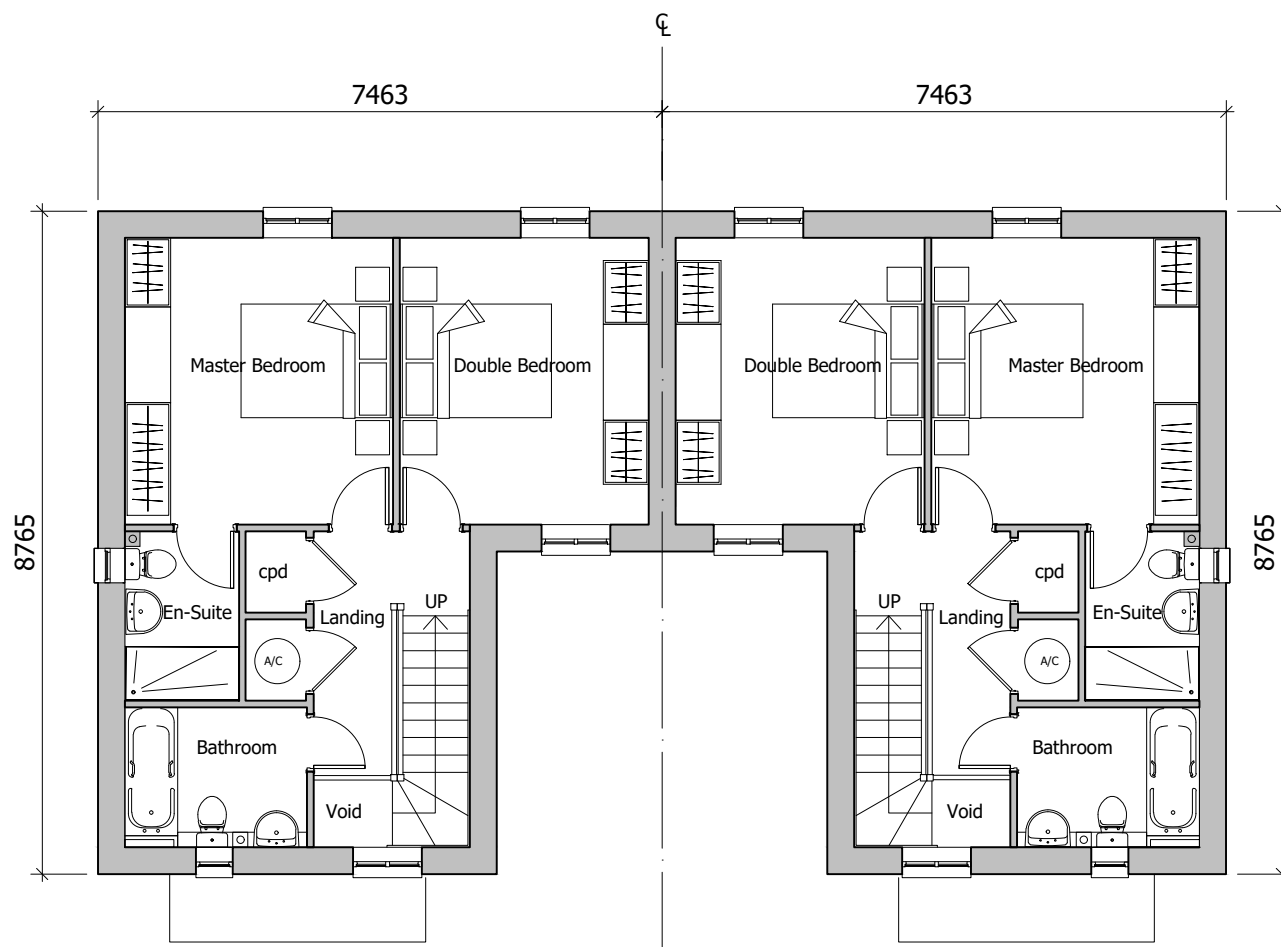 ℄
7463 7463
Master Bedroom Double Bedroom Double Bedroom Master Bedroom
8765 8765
cpd cpd
En-Suite Landing UP UP Landing En-Suite
A/C A/C
Bathroom Bathroom
Void Void